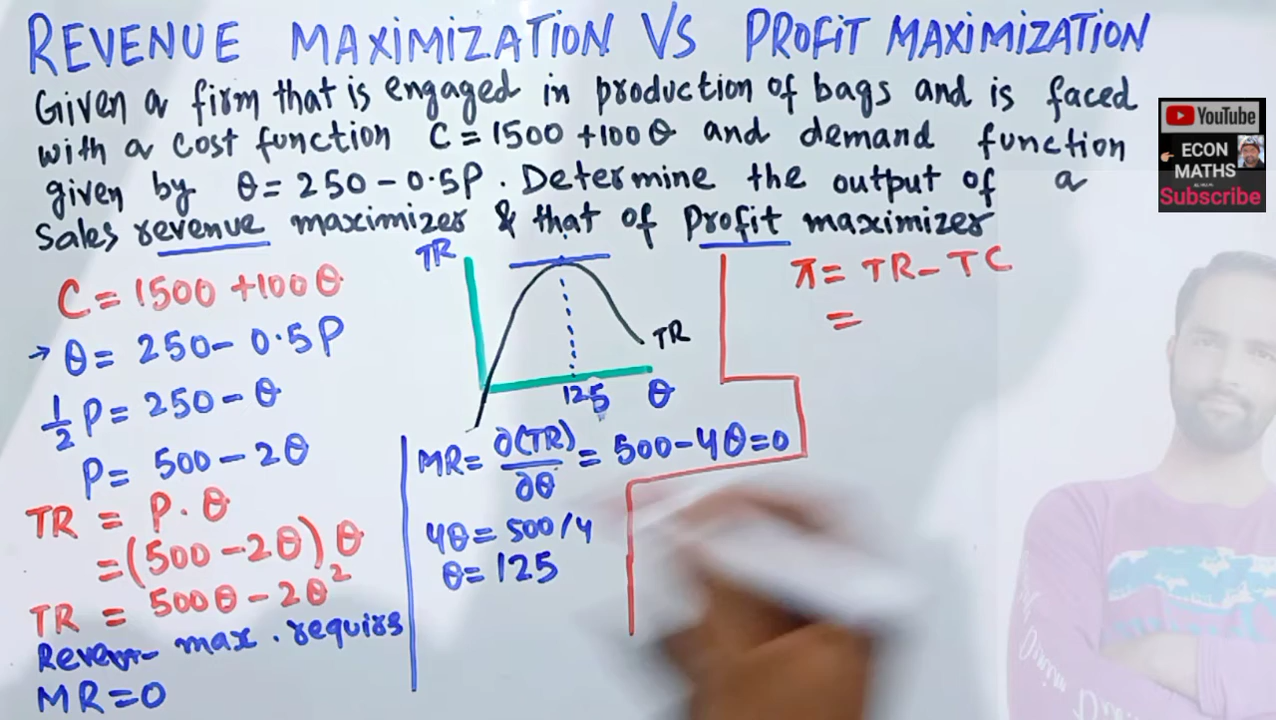 REVENUE MAXIMIZATION VS PROFIT MAXIMIZATION
Given a firm that is engaged in production of bags and is faced
with a cost function C = 1500 + 100θ and demand function
given by θ = 250 - 0.5P. Determine the output of a
Sales revenue maximizer & that of Profit maximizer
YouTube
ECON
MATHS
Subscribe
C = 1500 + 100θ
→ θ = 250 - 0.5P
1/2 P = 250 - θ
P = 500 - 2θ
TR = P . θ
= (500 - 2θ) θ
TR = 500θ - 2θ²
max. requirs
MR = 0
TR
TR
125
θ
MR = ∂(TR)/∂θ = 500 - 4θ = 0
4θ = 500/4
θ = 125
π = TR - TC
=